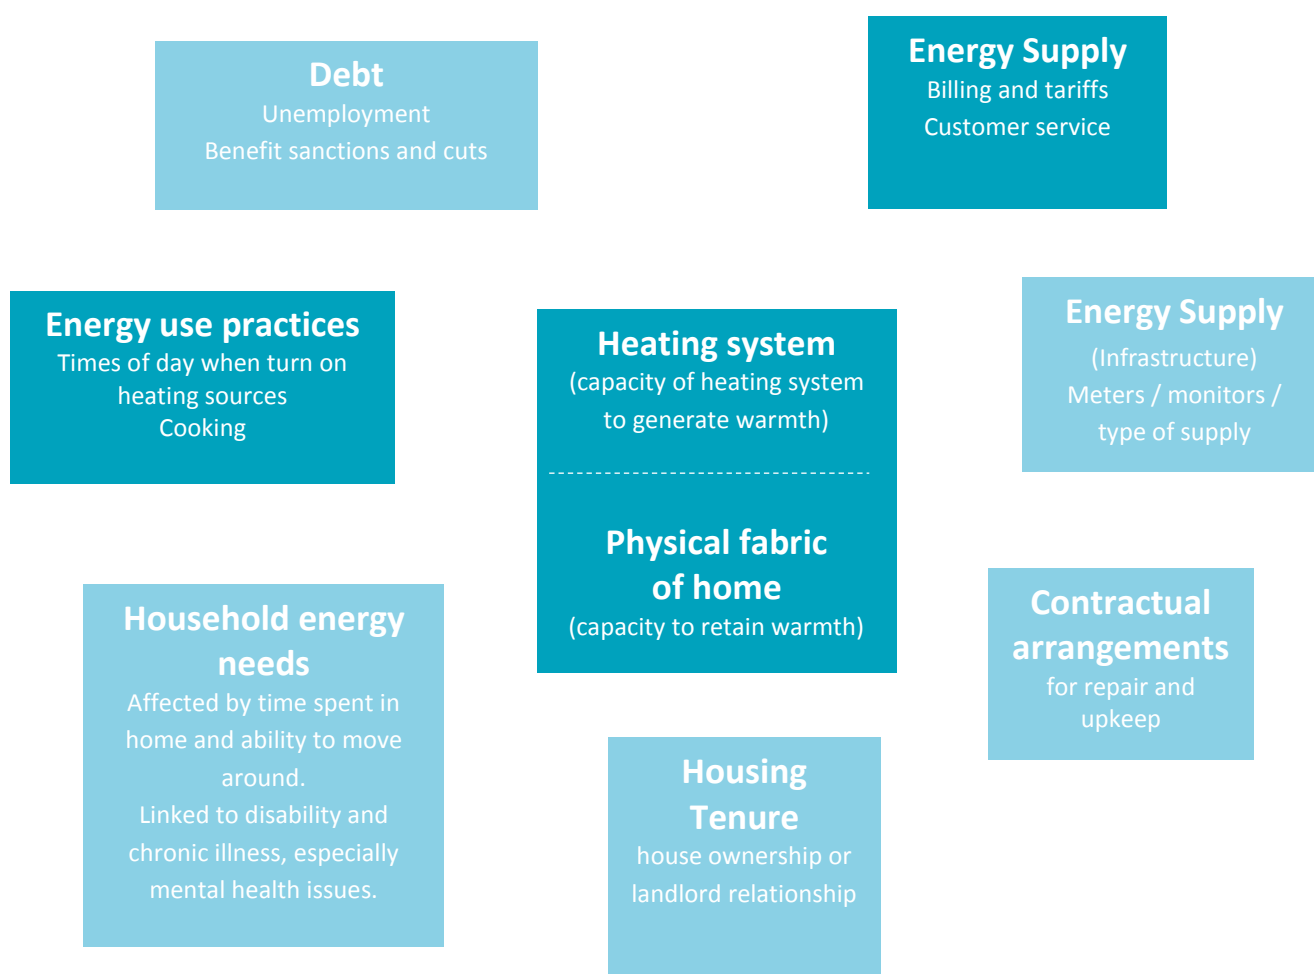 Debt
Unemployment
Benefit sanctions and cuts
Energy Supply
Billing and tariffs
Customer service
Energy use practices
Times of day when turn on
heating sources
Cooking
Heating system
(capacity of heating system
to generate warmth)
Physical fabric
of home
(capacity to retain warmth)
Energy Supply
(Infrastructure)
Meters / monitors /
type of supply
Household energy
needs
Affected by time spent in
home and ability to move
around.
Linked to disability and
chronic illness, especially
mental health issues.
Housing
Tenure
house ownership or
landlord relationship
Contractual
arrangements
for repair and
upkeep